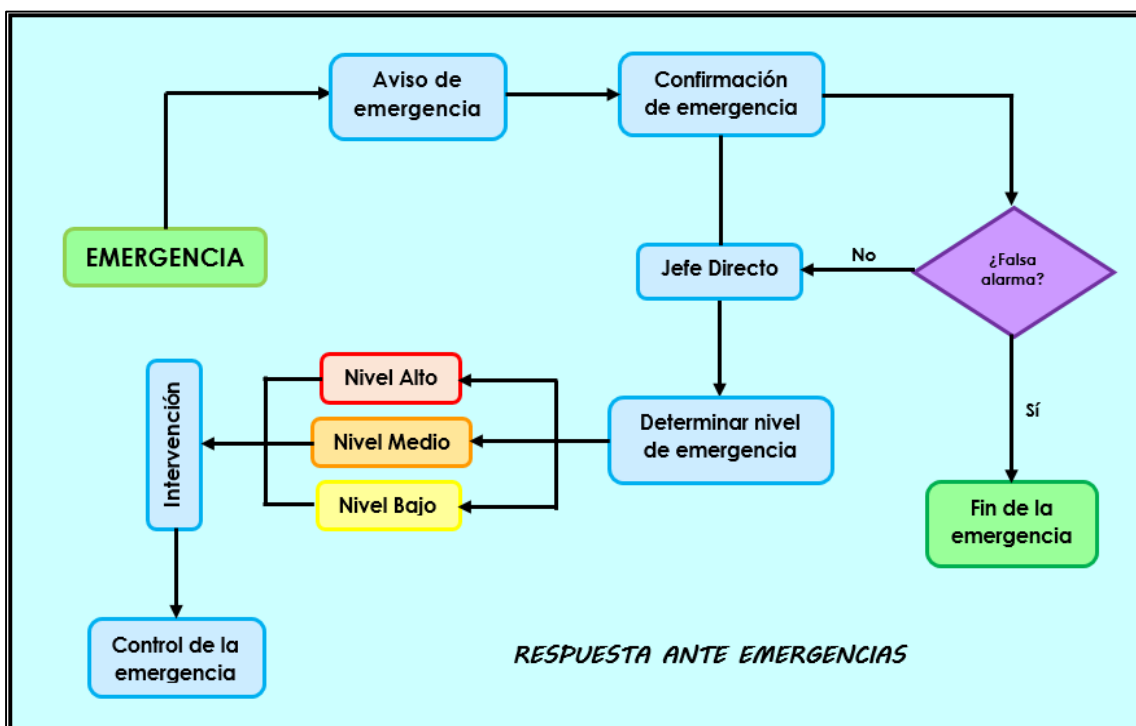 Aviso de
emergencia
Confirmación
de emergencia
EMERGENCIA
Jefe Directo
No
¿Falsa
alarma?
Nivel Alto
Intervención
Nivel Medio
Determinar nivel
de emergencia
Sí
Nivel Bajo
Fin de la
emergencia
Control de la
emergencia
RESPUESTA ANTE EMERGENCIAS